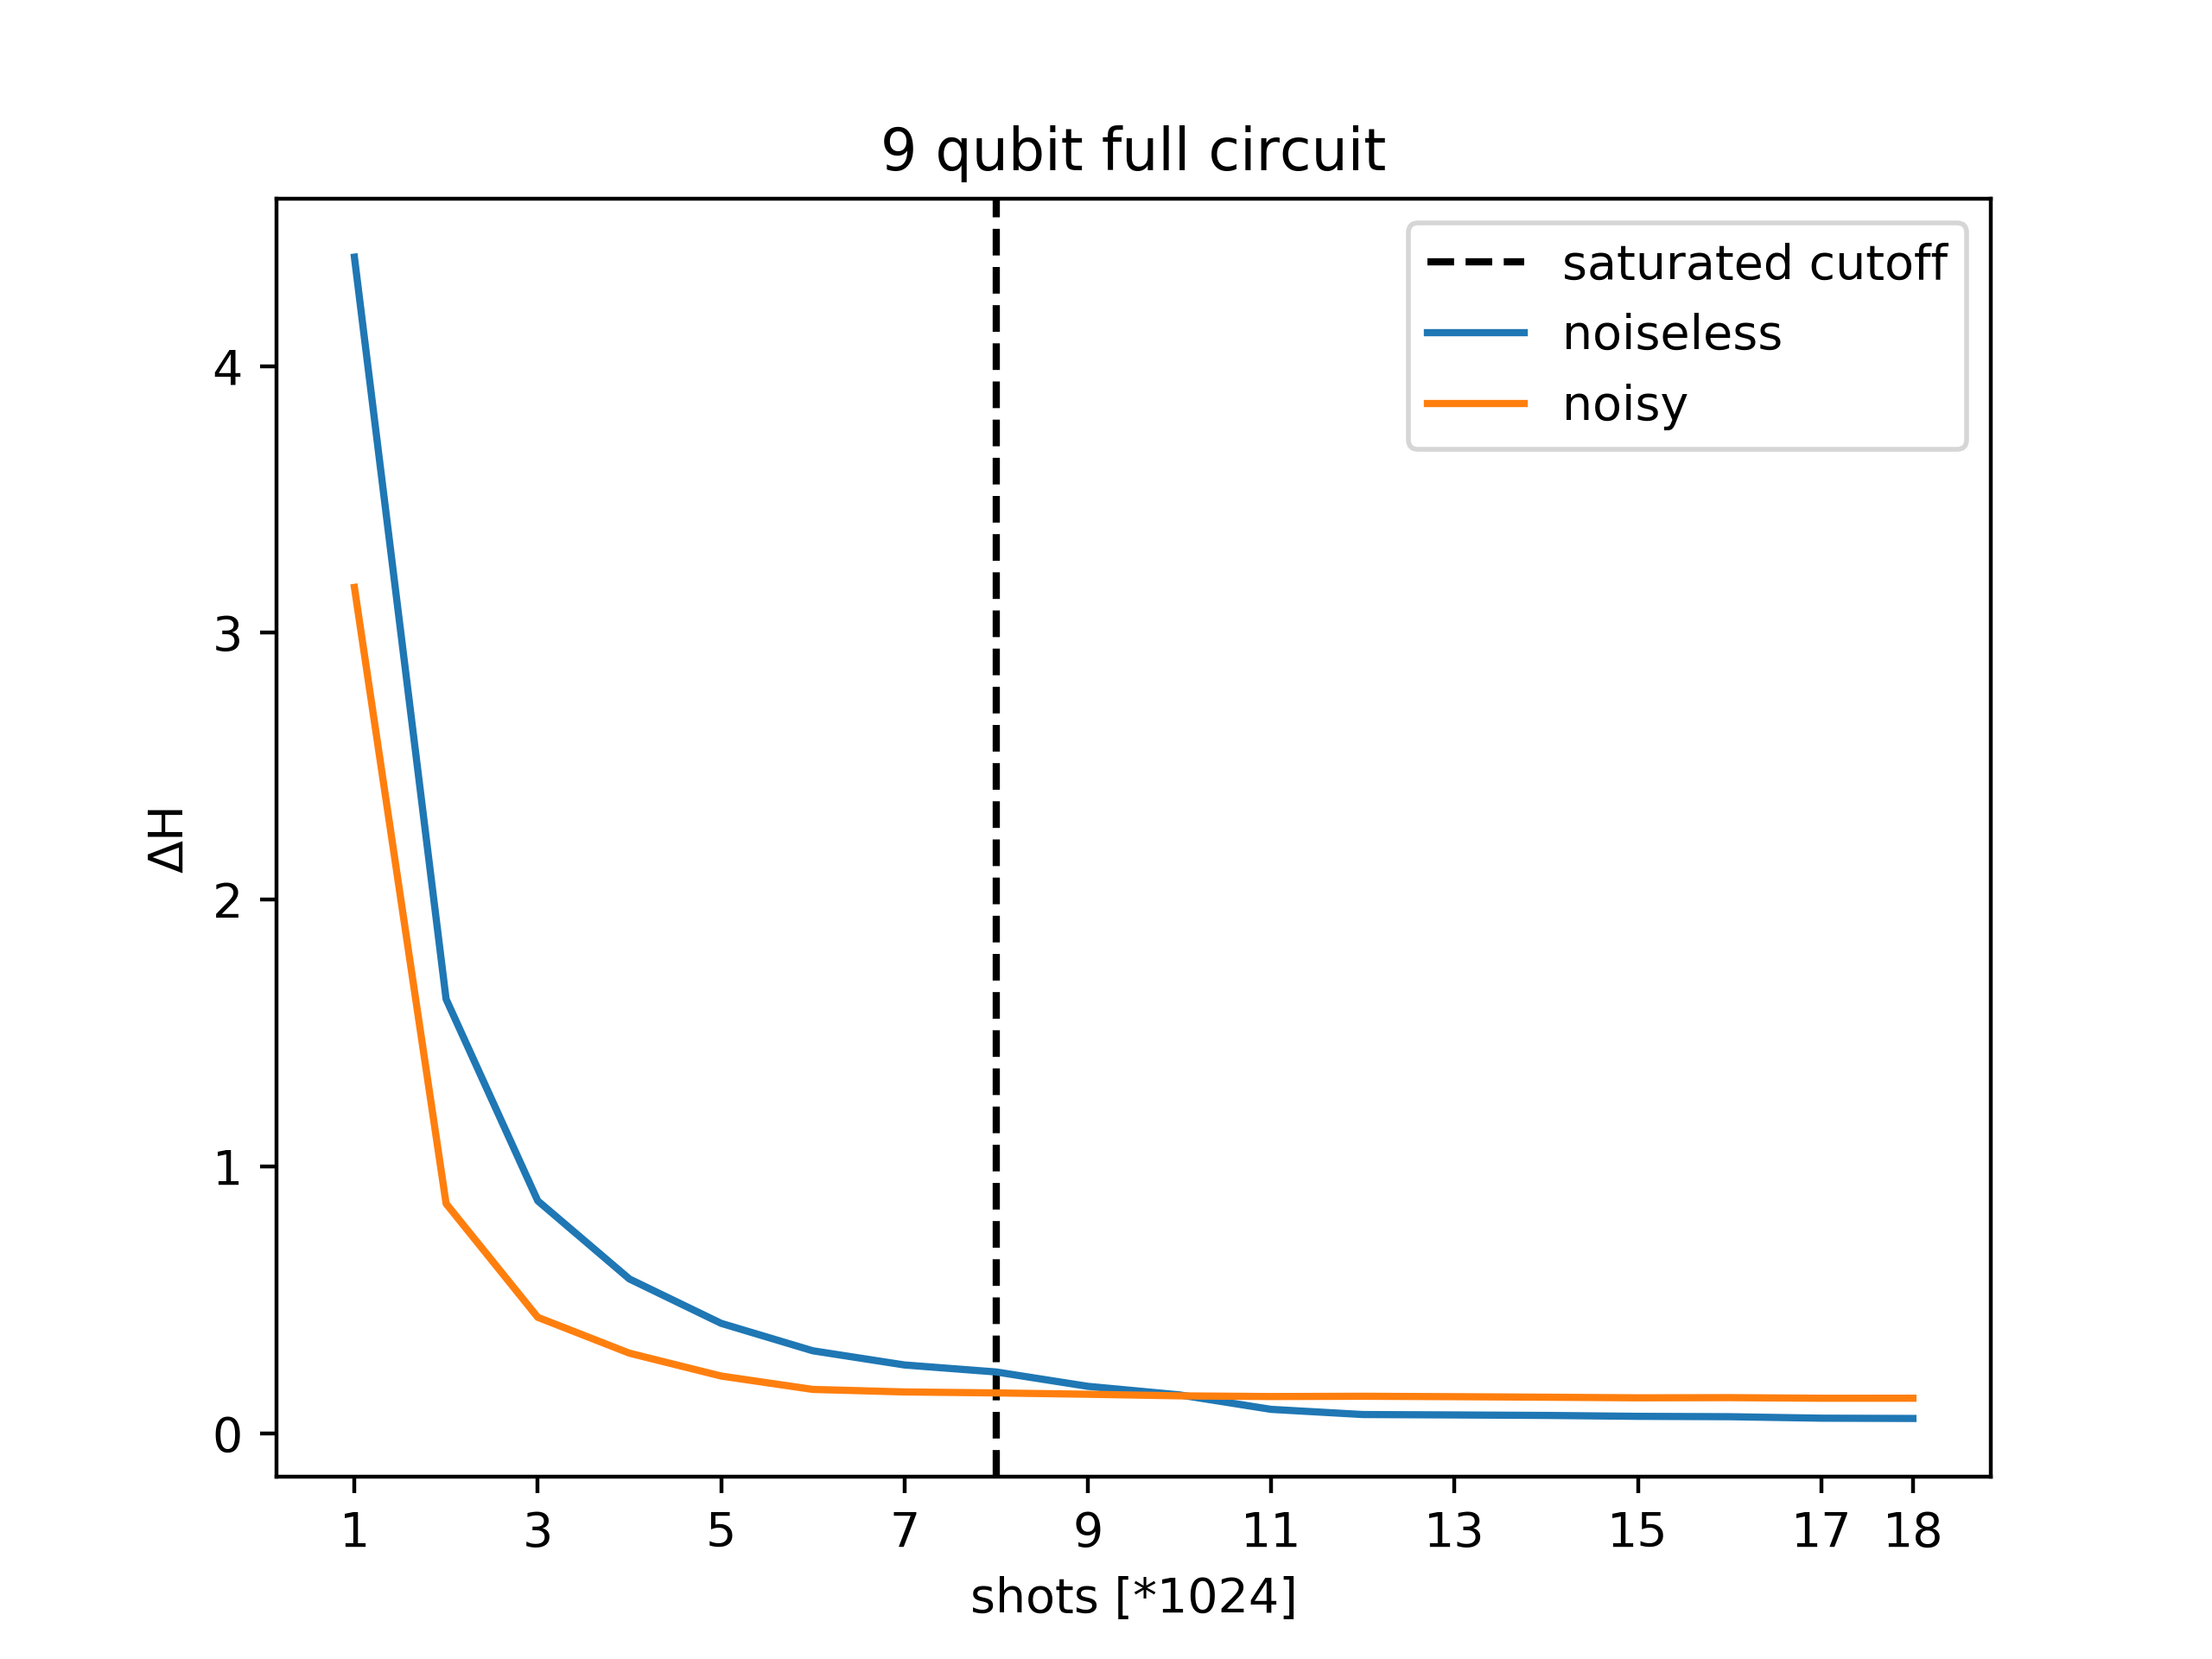 9 qubit full circuit
saturated cutoff
noiseless
noisy
ΔH
4
3
2
1
0
1 3 5 7 9 11 13 15 17 18
shots [*1024]